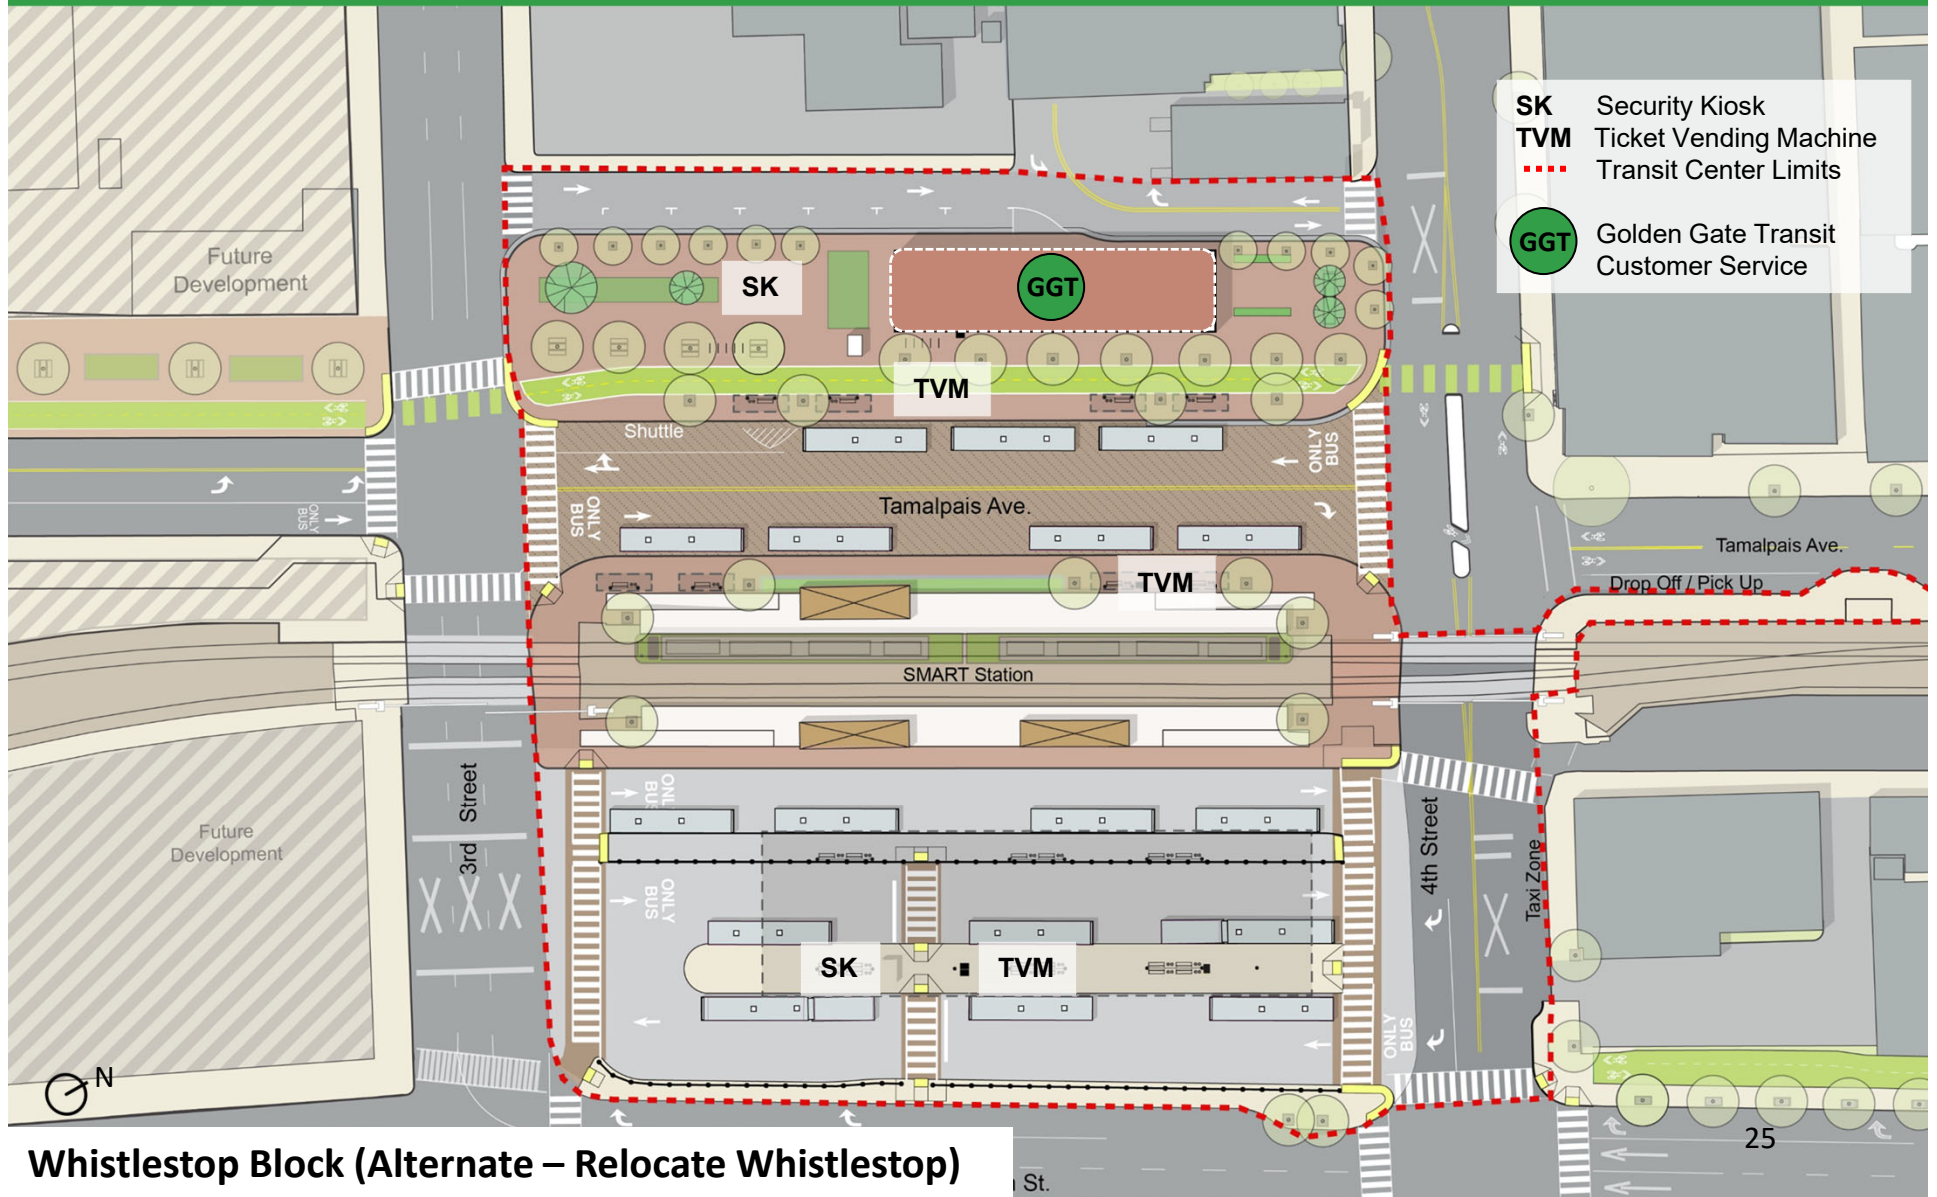 SK Security Kiosk
TVM Ticket Vending Machine
Transit Center Limits
GGT Golden Gate Transit
Customer Service
Future
Development
SK
GGT
TVM
Shuttle
ONLY
BUS
Tamalpais Ave.
ONLY
BUS
ONLY
BUS
Tamalpais Ave.
Drop Off / Pick Up
TVM
SMART Station
3rd Street
Future
Development
ONLY
BUS
ONLY
BUS
4th Street
Taxi Zone
SK
TVM
ONLY
BUS
N
25
Whistlestop Block (Alternate – Relocate Whistlestop)
St.